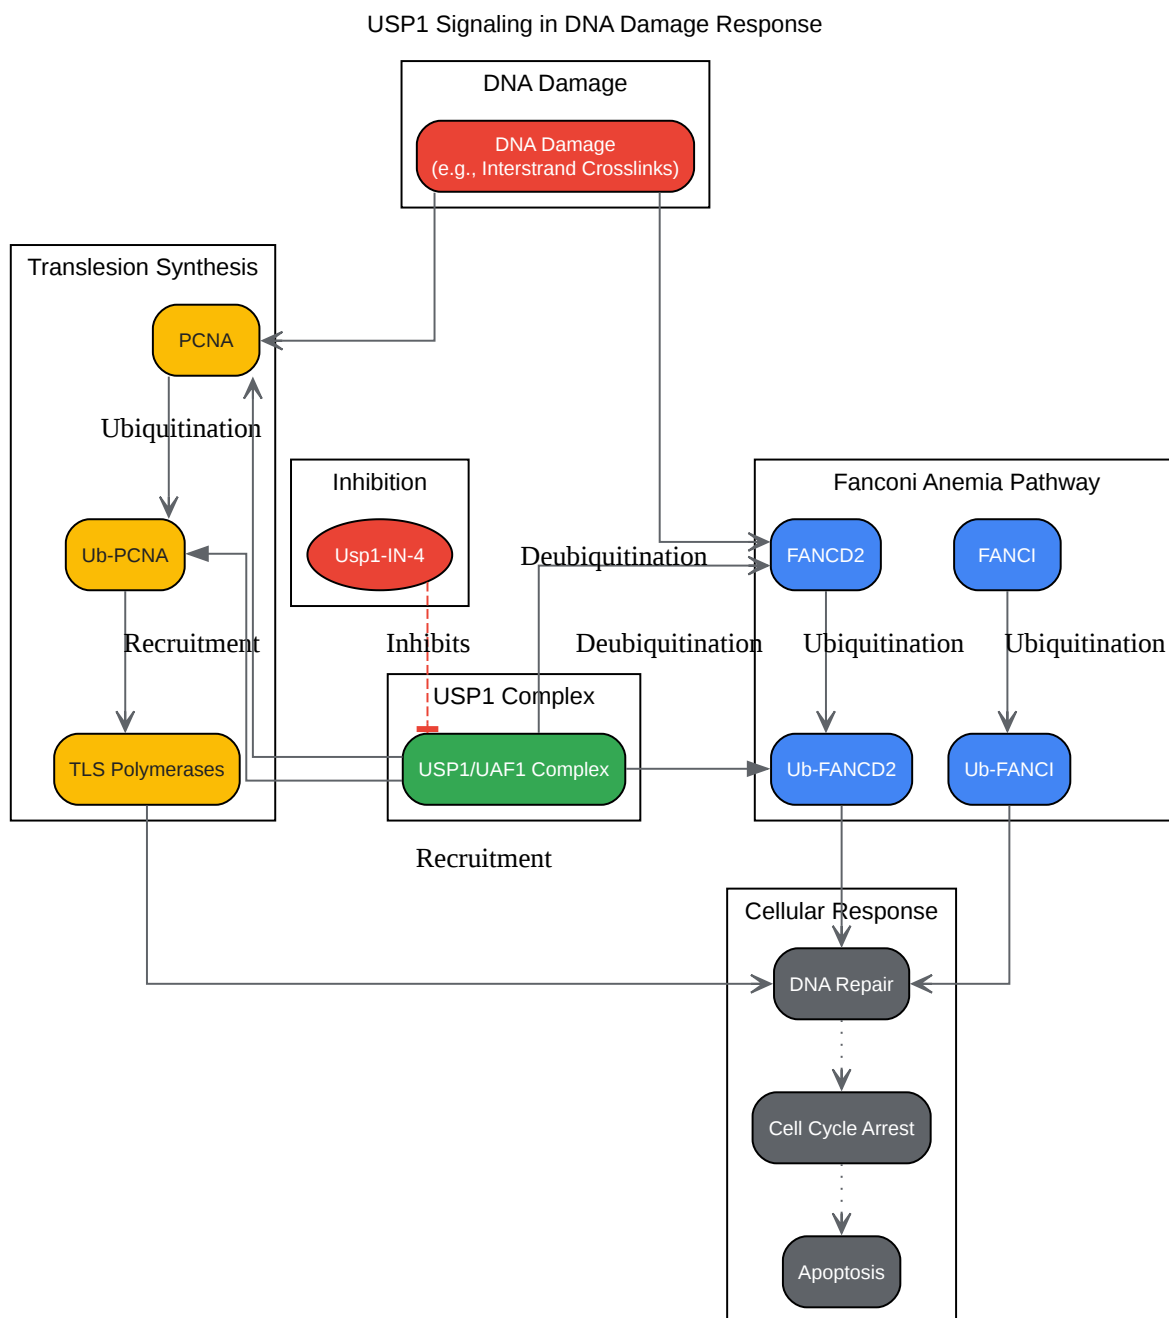 USP1 Signaling in DNA Damage Response
DNA Damage
DNA Damage
(e.g., Interstrand Crosslinks)
Translesion Synthesis
PCNA
Ubiquitination
Inhibition
Fanconi Anemia Pathway
Ub-PCNA
Usp1-IN-4
Deubiquitination
FANCD2
FANCI
Recruitment
Inhibits
Deubiquitination
Ubiquitination
Ubiquitination
USP1 Complex
TLS Polymerases
USP1/UAF1 Complex
Ub-FANCD2
Ub-FANCI
Recruitment
Cellular Response
DNA Repair
Cell Cycle Arrest
Apoptosis